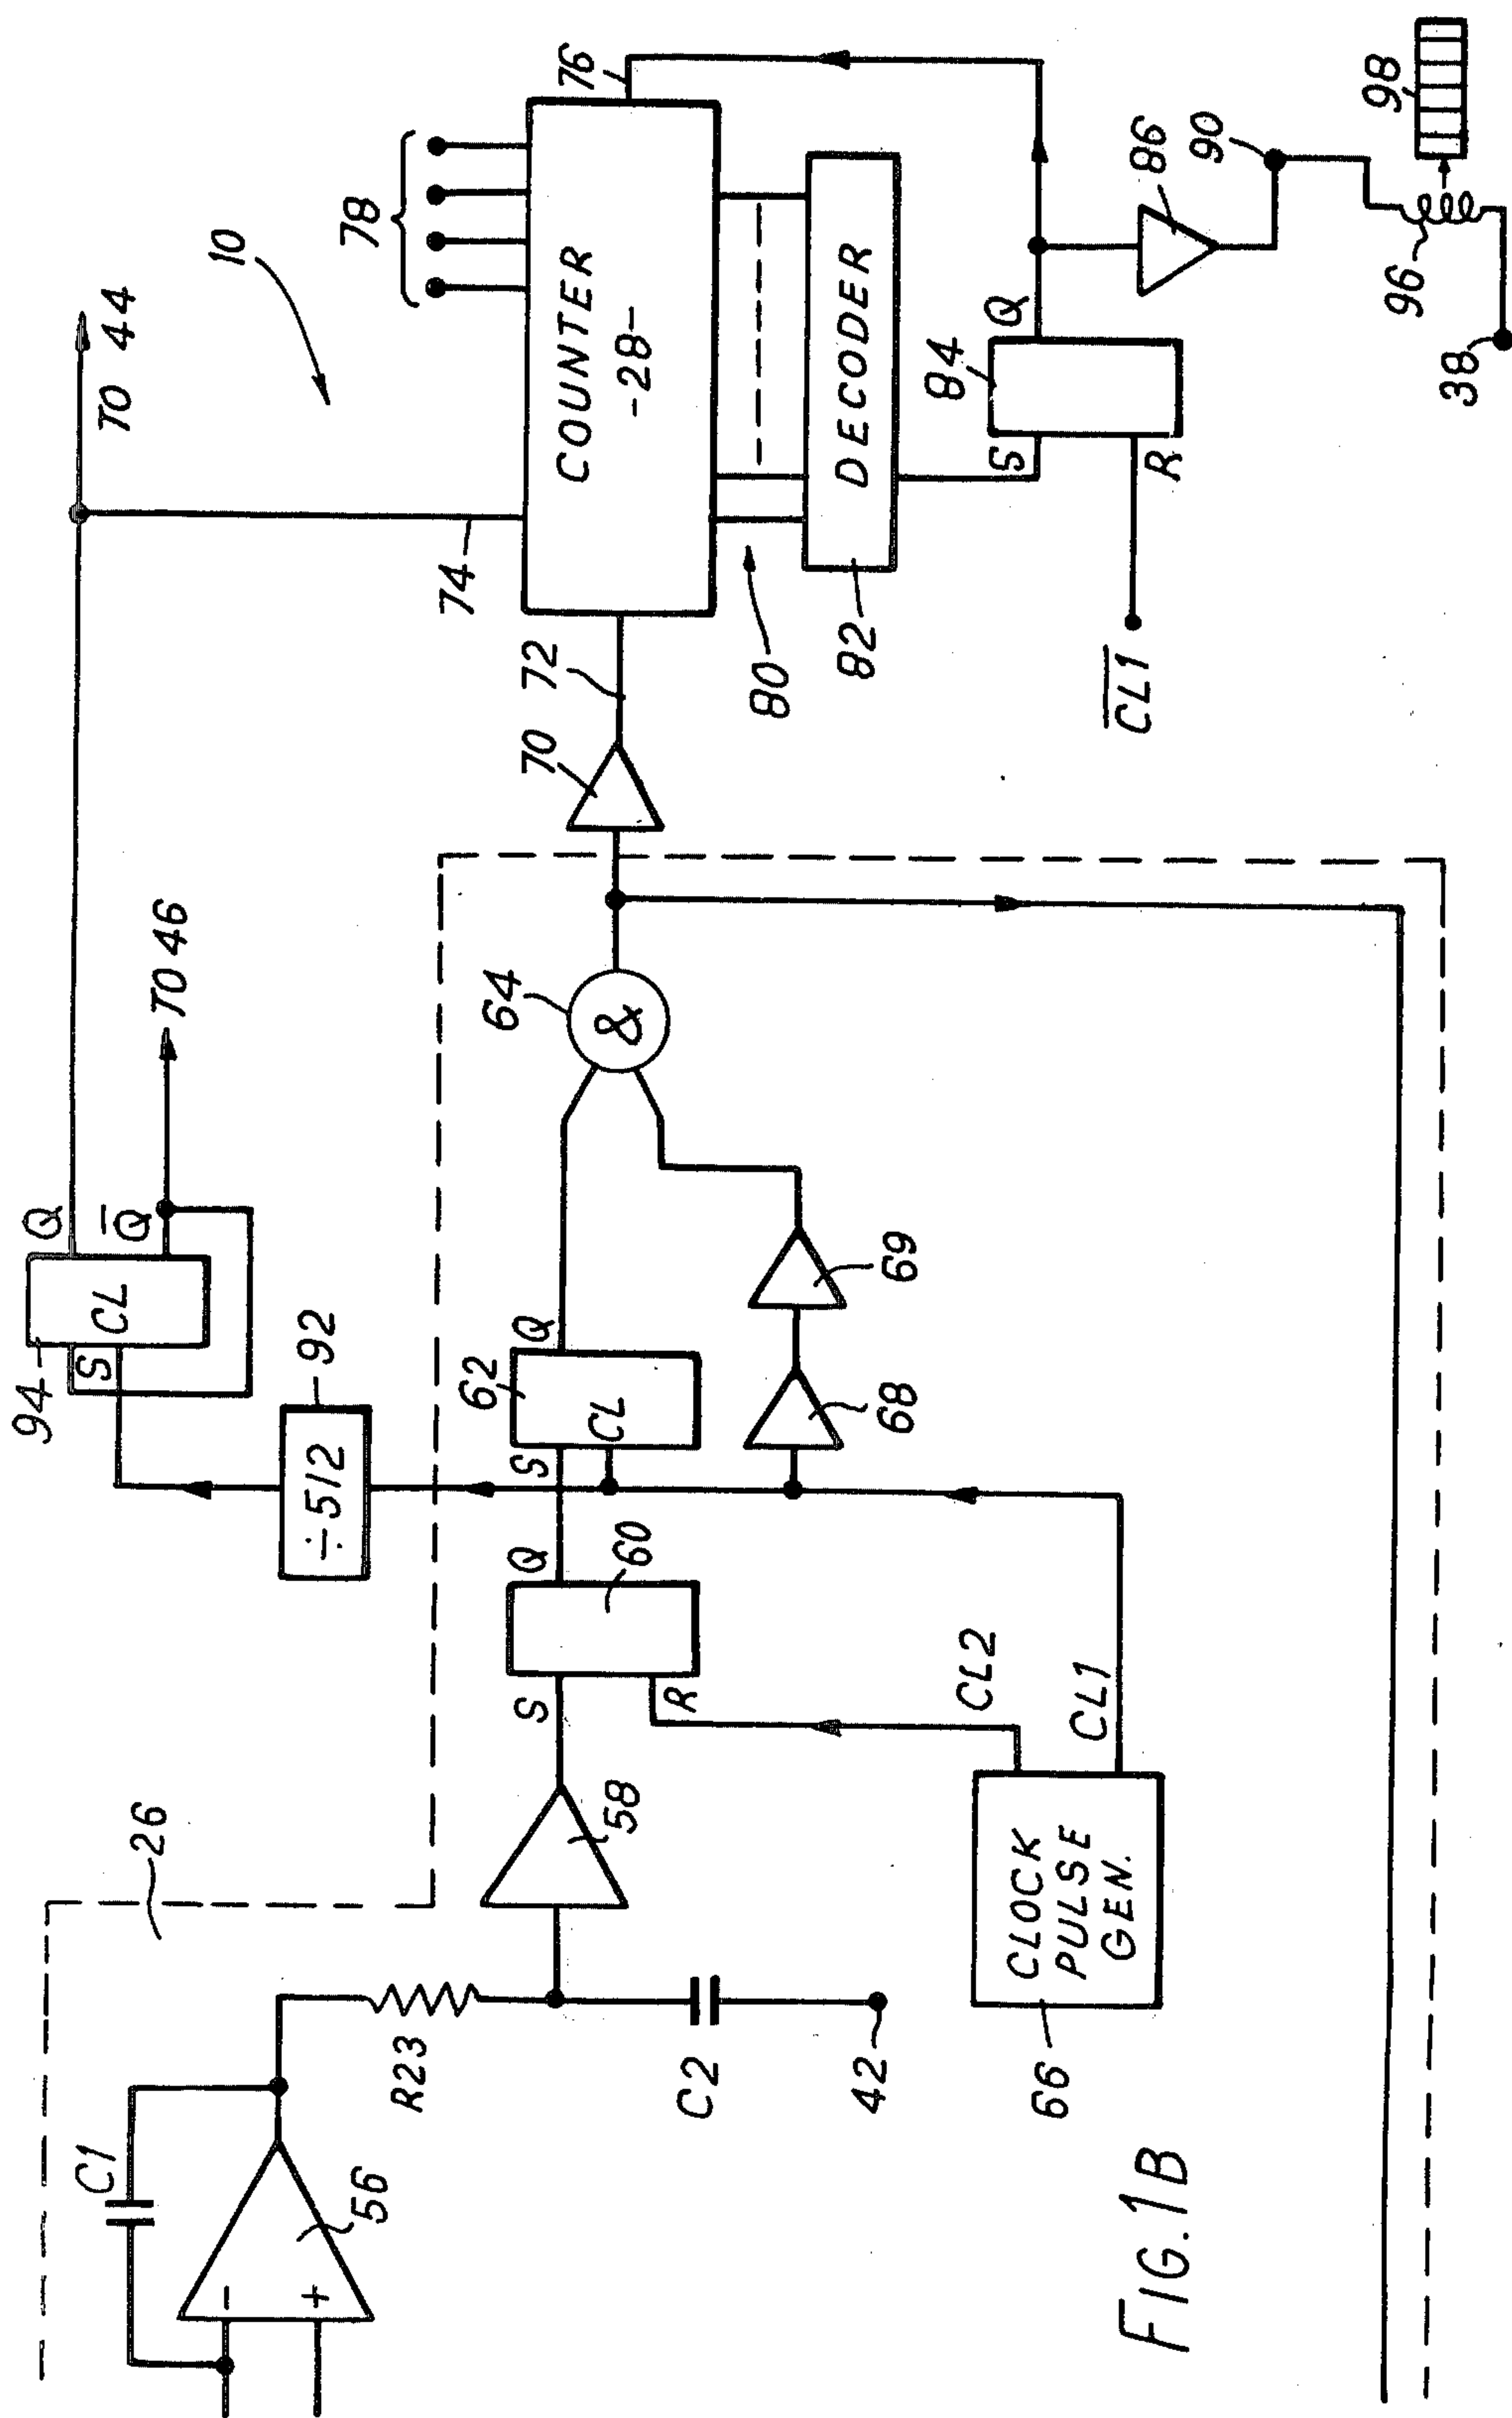 10
TO 44
78
76
COUNTER
-28-
74
72
70
80
DECODER
82
84
S
Q
R
CL1
86
90
96
98
38
TO 46
Q
Q
CL
S
94
÷512
92
26
64
&
62
S
Q
CL
68
69
60
S
Q
R
58
CL2
CL1
CLOCK
PULSE
GEN.
66
C1
-
+
56
R23
C2
42
FIG. 1B